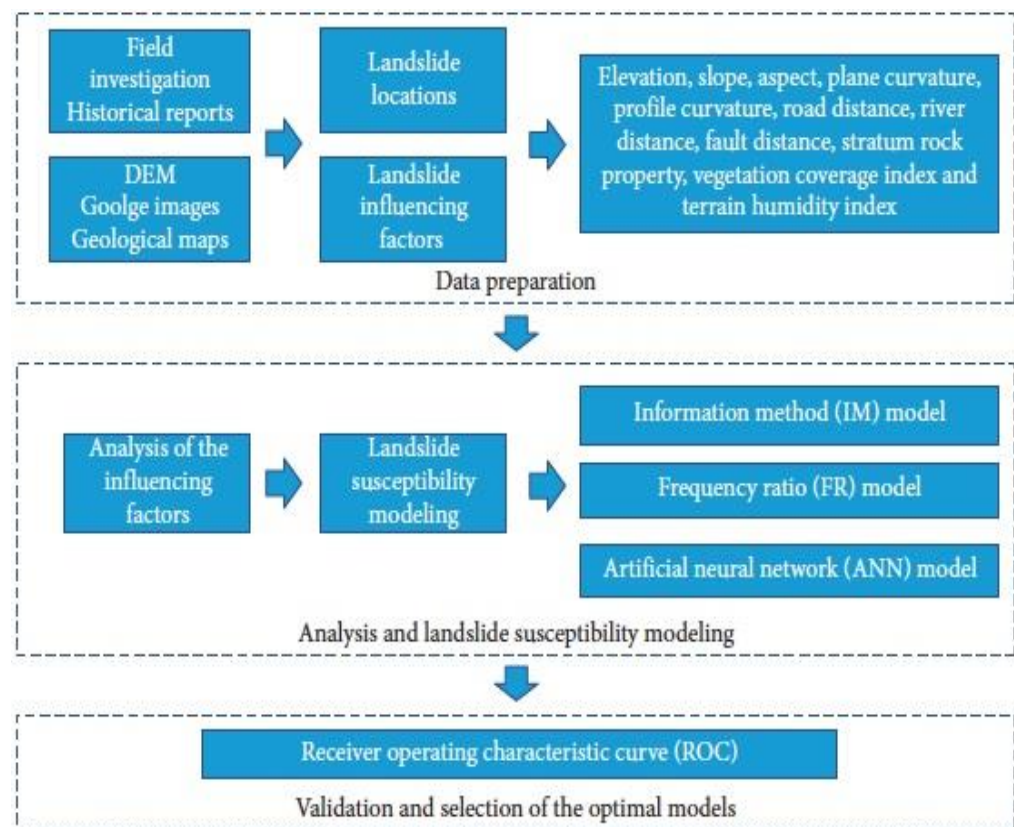 Field
investigation
Historical reports
DEM
Goolge images
Geological maps
Landslide
locations
Landslide
influencing
factors
Elevation, slope, aspect, plane curvature,
profile curvature, road distance, river
distance, fault distance, stratum rock
property, vegetation coverage index and
terrain humidity index
Data preparation
Analysis of the
influencing
factors
Landslide
susceptibility
modeling
Information method (IM) model
Frequency ratio (FR) model
Artificial neural network (ANN) model
Analysis and landslide susceptibility modeling
Receiver operating characteristic curve (ROC)
Validation and selection of the optimal models